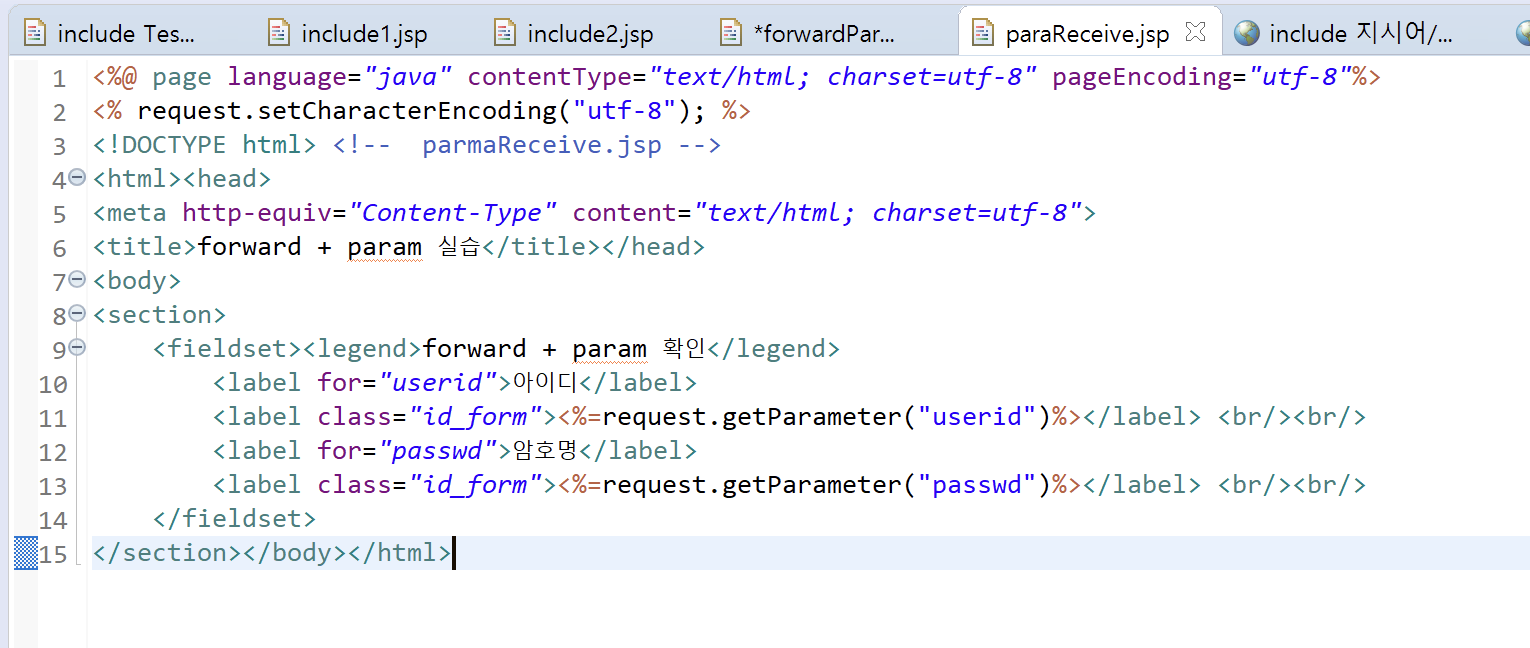 include Tes... include1.jsp include2.jsp *forwardPar... paraReceive.jsp include 지시어/...
1 <%@ page language="java" contentType="text/html; charset=utf-8" pageEncoding="utf-8"%>
2 <% request.setCharacterEncoding("utf-8"); %>
3 <!DOCTYPE html> <!--  parmaReceive.jsp -->
4 <html><head>
5 <meta http-equiv="Content-Type" content="text/html; charset=utf-8">
6 <title>forward + param 실습</title></head>
7 <body>
8 <section>
9     <fieldset><legend>forward + param 확인</legend>
10         <label for="userid">아이디</label>
11         <label class="id_form"><%=request.getParameter("userid")%></label> <br/><br/>
12         <label for="passwd">암호명</label>
13         <label class="id_form"><%=request.getParameter("passwd")%></label> <br/><br/>
14     </fieldset>
15 </section></body></html>